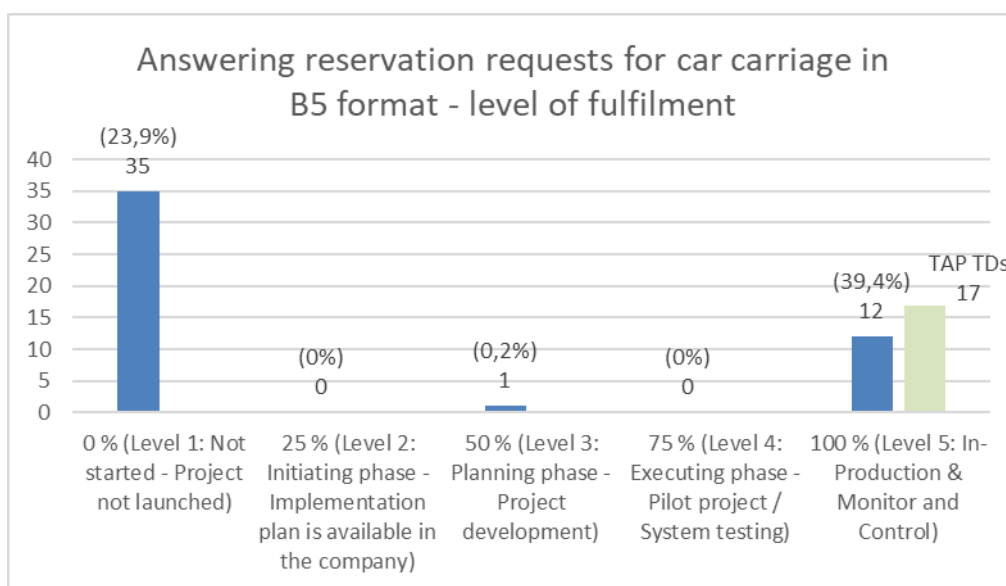 Answering reservation requests for car carriage in
B5 format - level of fulfilment
(23,9%)
35
(0%)
0
(0,2%)
1
(0%)
0
(39,4%)
12
TAP TDs
17
40
35
30
25
20
15
10
5
0
0 % (Level 1: Not
started - Project
not launched)
25 % (Level 2:
Initiating phase -
Implementation
plan is available in
the company)
50 % (Level 3:
Planning phase -
Project
development)
75 % (Level 4:
Executing phase -
Pilot project /
System testing)
100 % (Level 5: In-
Production &
Monitor and
Control)